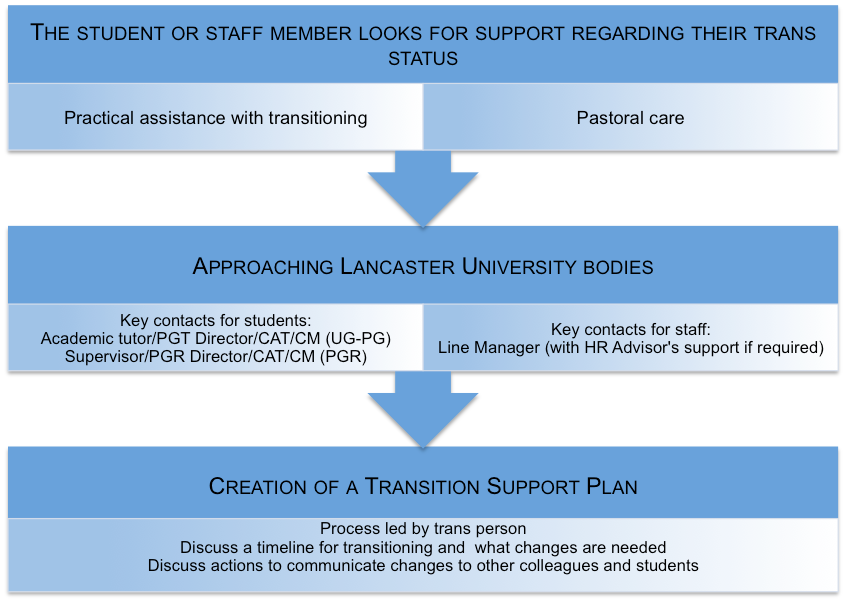 THE STUDENT OR STAFF MEMBER LOOKS FOR SUPPORT REGARDING THEIR TRANS
STATUS
Practical assistance with transitioning
Pastoral care
APPROACHING LANCASTER UNIVERSITY BODIES
Key contacts for students:
Academic tutor/PGT Director/CAT/CM (UG-PG)
Supervisor/PGR Director/CAT/CM (PGR)
Key contacts for staff:
Line Manager (with HR Advisor's support if required)
CREATION OF A TRANSITION SUPPORT PLAN
Process led by trans person
Discuss a timeline for transitioning and  what changes are needed
Discuss actions to communicate changes to other colleagues and students